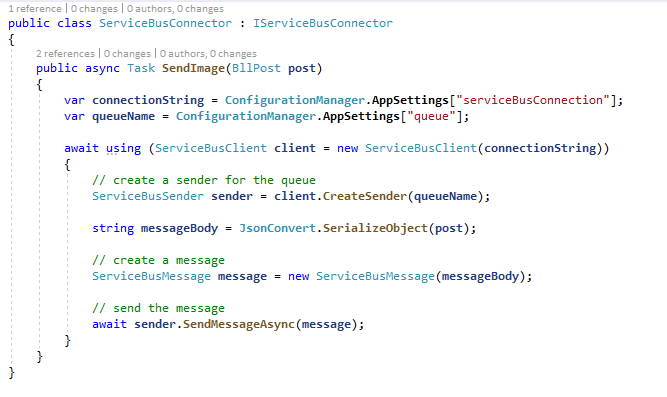 1 reference | 0 changes | 0 authors, 0 changes
public class ServiceBusConnector : IServiceBusConnector
{
2 references | 0 changes | 0 authors, 0 changes
public async Task SendImage(BllPost post)
{
var connectionString = ConfigurationManager.AppSettings["serviceBusConnection"];
var queueName = ConfigurationManager.AppSettings["queue"];
await using (ServiceBusClient client = new ServiceBusClient(connectionString))
{
// create a sender for the queue
ServiceBusSender sender = client.CreateSender(queueName);
string messageBody = JsonConvert.SerializeObject(post);
// create a message
ServiceBusMessage message = new ServiceBusMessage(messageBody);
// send the message
await sender.SendMessageAsync(message);
}
}
}